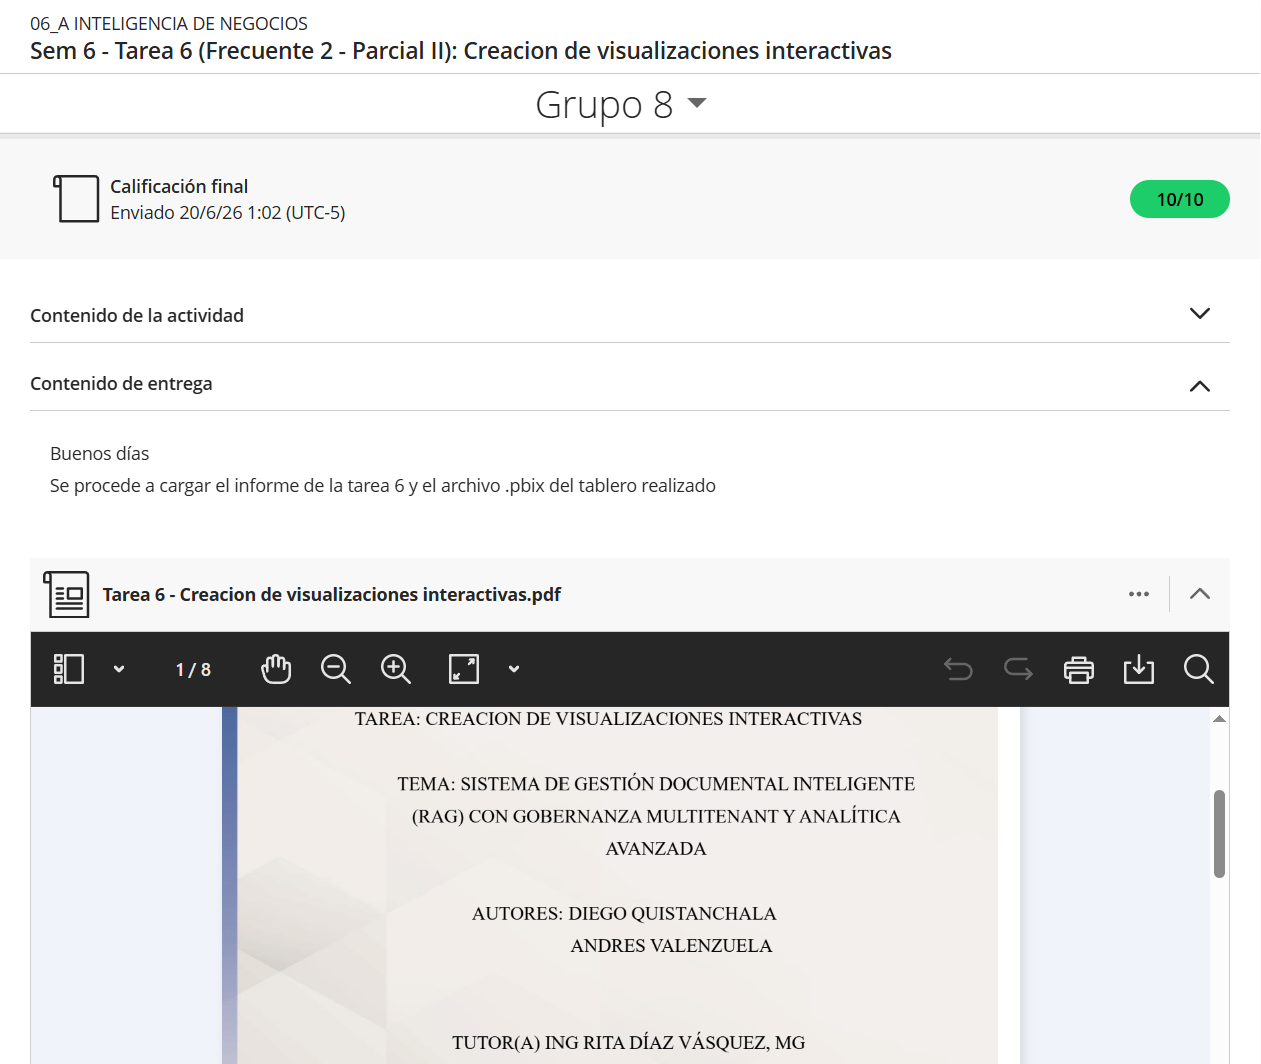 06_A INTELIGENCIA DE NEGOCIOS
Sem 6 - Tarea 6 (Frecuente 2 - Parcial II): Creacion de visualizaciones interactivas
Grupo 8
Calificación final
Enviado 20/6/26 1:02 (UTC-5)
10/10
Contenido de la actividad
Contenido de entrega
Buenos días
Se procede a cargar el informe de la tarea 6 y el archivo .pbix del tablero realizado
Tarea 6 - Creacion de visualizaciones interactivas.pdf
1 / 8
TAREA: CREACION DE VISUALIZACIONES INTERACTIVAS
TEMA: SISTEMA DE GESTIÓN DOCUMENTAL INTELIGENTE
(RAG) CON GOBERNANZA MULTITENANT Y ANALÍTICA
AVANZADA
AUTORES: DIEGO QUISTANCHALA
ANDRES VALENZUELA
TUTOR(A) ING RITA DÍAZ VÁSQUEZ, MG